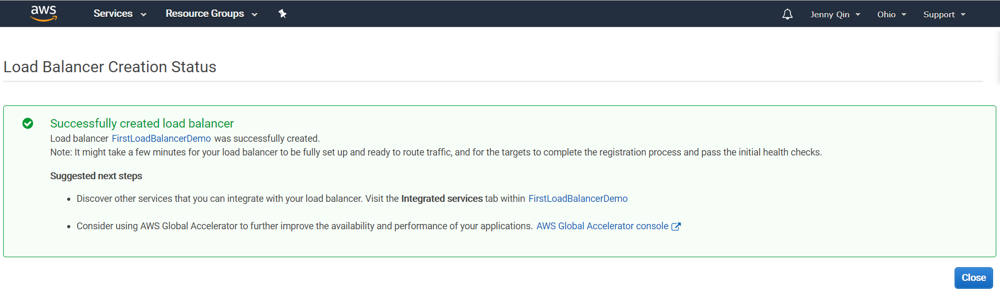 aws Services Resource Groups Jenny Qin Ohio Support
Load Balancer Creation Status
Successfully created load balancer
Load balancer FirstLoadBalancerDemo was successfully created.
Note: It might take a few minutes for your load balancer to be fully set up and ready to route traffic, and for the targets to complete the registration process and pass the initial health checks.
Suggested next steps
• Discover other services that you can integrate with your load balancer. Visit the Integrated services tab within FirstLoadBalancerDemo
• Consider using AWS Global Accelerator to further improve the availability and performance of your applications. AWS Global Accelerator console
Close